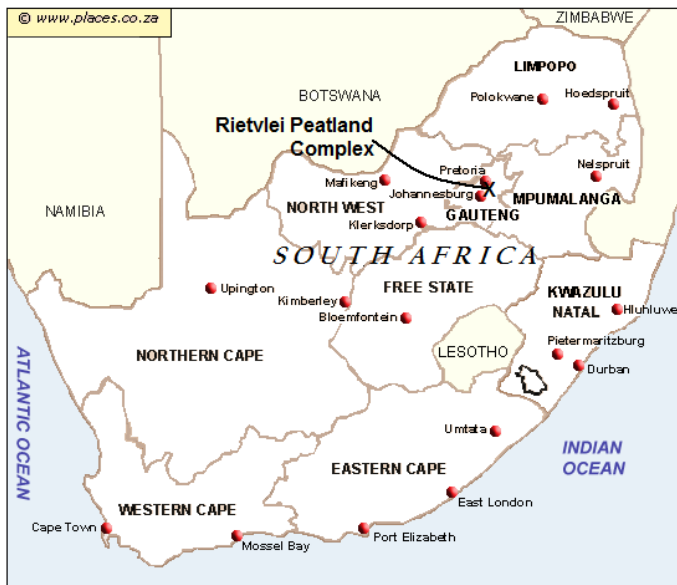 © www.places.co.za
ZIMBABWE
LIMPOPO
BOTSWANA
Polokwane
Hoedspruit
Rietvlei Peatland
Complex
Pretoria
Nelspruit
Mafikeng
Johannesburg
X
MPUMALANGA
NORTH WEST
GAUTENG
NAMIBIA
Klerksdorp
SOUTH AFRICA
Upington
FREE STATE
KWAZULU
NATAL
Kimberley
Hluhluwe
Bloemfontein
NORTHERN CAPE
LESOTHO
Pietermaritzburg
Durban
ATLANTIC OCEAN
Umtata
INDIAN
OCEAN
EASTERN CAPE
East London
WESTERN CAPE
Cape Town
Mossel Bay
Port Elizabeth